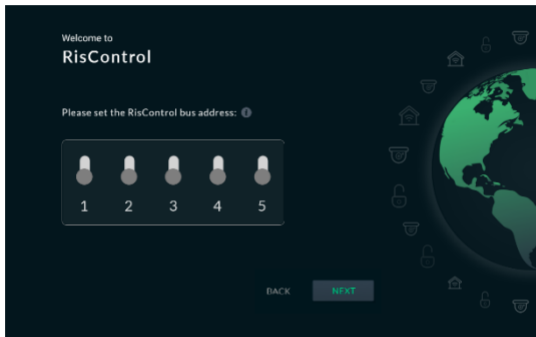 Welcome to
RisControl
Please set the RisControl bus address:
1 2 3 4 5
BACK NEXT